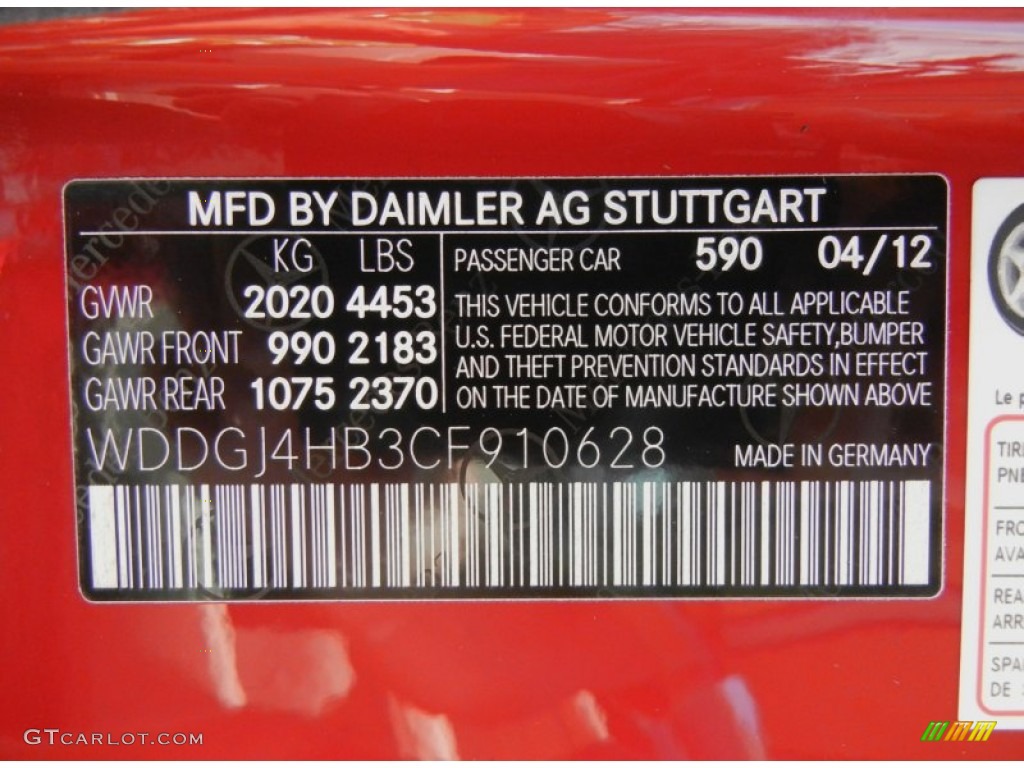 MFD BY DAIMLER AG STUTTGART
KG LBS
GVWR 2020 4453
GAWR FRONT 990 2183
GAWR REAR 1075 2370
PASSENGER CAR 590 04/12
THIS VEHICLE CONFORMS TO ALL APPLICABLE
U.S. FEDERAL MOTOR VEHICLE SAFETY,BUMPER
AND THEFT PREVENTION STANDARDS IN EFFECT
ON THE DATE OF MANUFACTURE SHOWN ABOVE
WDDGJ4HB3CF910628 MADE IN GERMANY
Le
GTCARLOT.COM